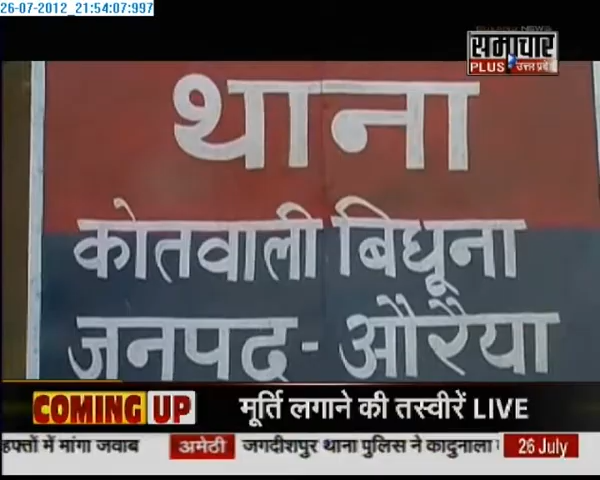 26-07-2012_21:54:07:997
समाचार
PLUS उत्तर प्रदेश
थाना
कोतवाली बिधूना
जनपद - औरैया
COMING UP मूर्ति लगाने की तस्वीरें LIVE
हफ्तों में मांगा जवाब अमेठी जगदीशपुर थाना पुलिस ने कादुनाला 26 July